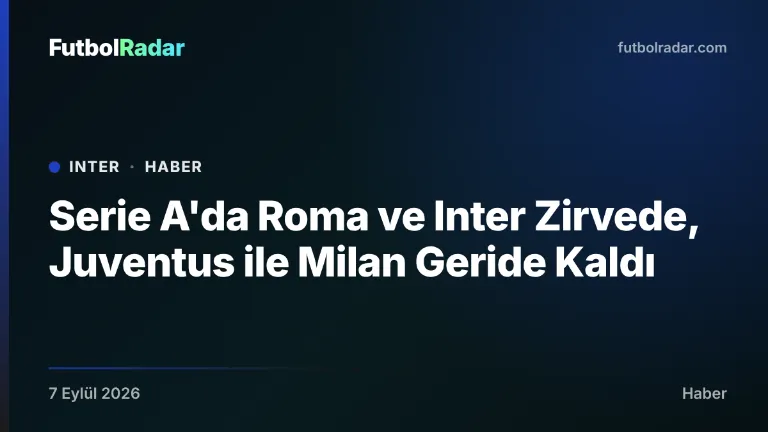 FutbolRadar
futbolradar.com
INTER · HABER
Serie A'da Roma ve Inter Zirvede,
Juventus ile Milan Geride Kaldı
7 Eylül 2026
Haber